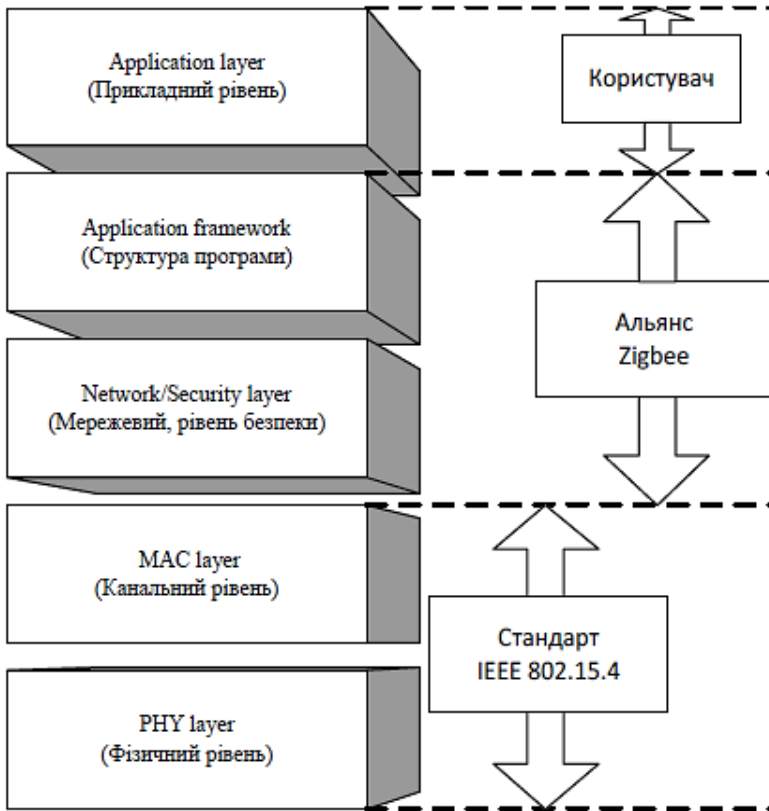 Application layer
(Прикладний рівень)
Користувач
Application framework
(Структура програми)
Альянс
Zigbee
Network/Security layer
(Мережевий, рівень безпеки)
MAC layer
(Канальний рівень)
Стандарт
IEEE 802.15.4
PHY layer
(Фізичний рівень)